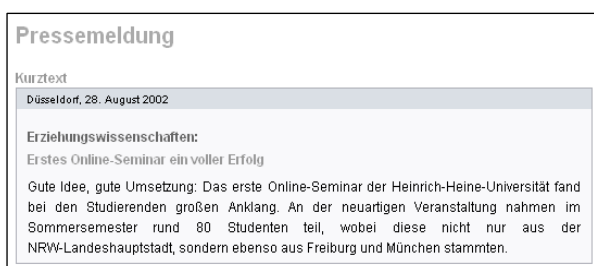 Pressemeldung
Kurztext
Düsseldorf, 28. August 2002
Erziehungswissenschaften:
Erstes Online-Seminar ein voller Erfolg
Gute Idee, gute Umsetzung: Das erste Online-Seminar der Heinrich-Heine-Universität fand
bei den Studierenden großen Anklang. An der neuartigen Veranstaltung nahmen im
Sommersemester rund 80 Studenten teil, wobei diese nicht nur aus der
NRW-Landeshauptstadt, sondern ebenso aus Freiburg und München stammten.